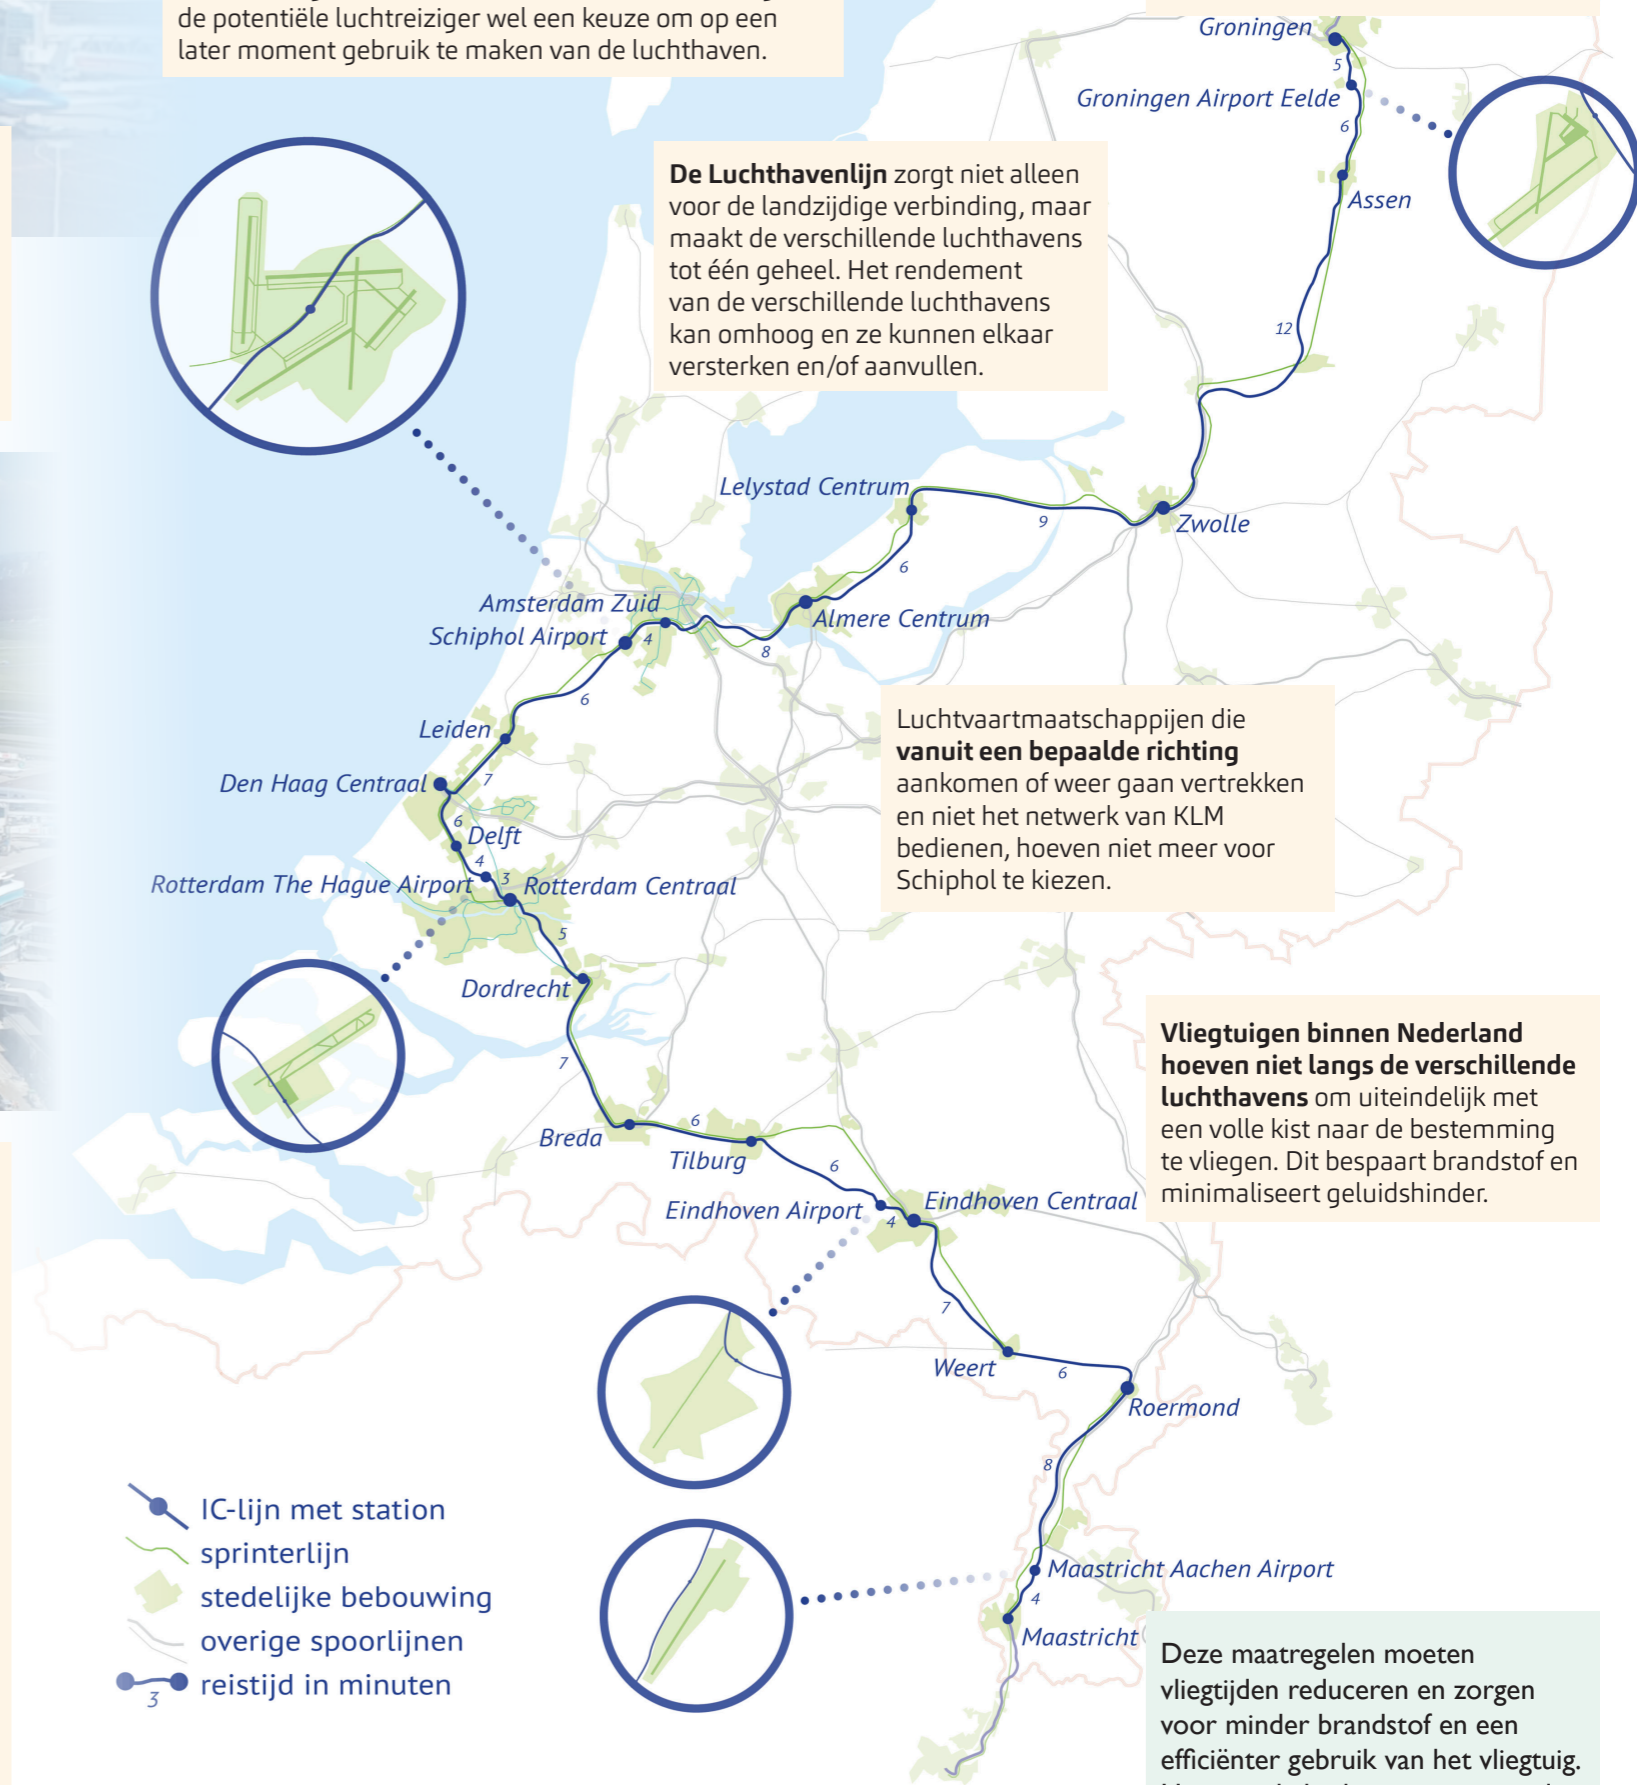 de potentiële luchtreiziger wel een keuze om op een
later moment gebruik te maken van de luchthaven.
Groningen
5
Groningen Airport Eelde
6
Assen
De Luchthavenlijn zorgt niet alleen
voor de landzijdige verbinding, maar
maakt de verschillende luchthavens
tot één geheel. Het rendement
van de verschillende luchthavens
kan omhoog en ze kunnen elkaar
versterken en/of aanvullen.
12
Lelystad Centrum
9
Zwolle
6
Amsterdam Zuid
Almere Centrum
Schiphol Airport
4
8
6
Leiden
7
Den Haag Centraal
6
Delft
4
Rotterdam The Hague Airport
3
Rotterdam Centraal
5
Dordrecht
7
Luchtvaartmaatschappijen die
vanuit een bepaalde richting
aankomen of weer gaan vertrekken
en niet het netwerk van KLM
bedienen, hoeven niet meer voor
Schiphol te kiezen.
Vliegtuigen binnen Nederland
hoeven niet langs de verschillende
luchthavens om uiteindelijk met
een volle kist naar de bestemming
te vliegen. Dit bespaart brandstof en
minimaliseert geluidshinder.
Breda
6
Tilburg
6
Eindhoven Airport
4
Eindhoven Centraal
7
Weert
6
Roermond
8
Maastricht Aachen Airport
4
Maastricht
IC-lijn met station
sprinterlijn
stedelijke bebouwing
overige spoorlijnen
3
reistijd in minuten
Deze maatregelen moeten
vliegtijden reduceren en zorgen
voor minder brandstof en een
efficiënter gebruik van het vliegtuig.